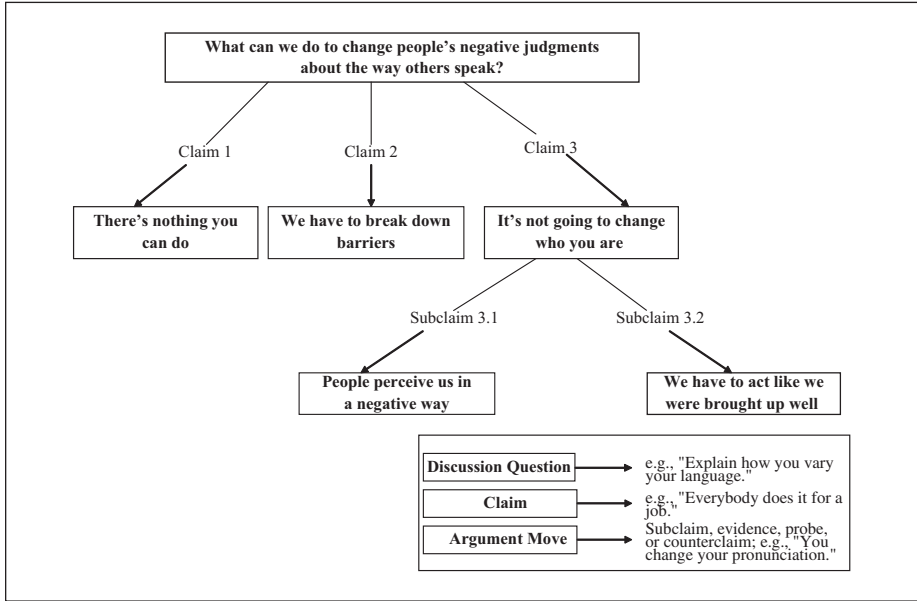 What can we do to change people’s negative judgments
about the way others speak?
Claim 1
Claim 2
Claim 3
There’s nothing you
can do
We have to break down
barriers
It’s not going to change
who you are
Subclaim 3.1
Subclaim 3.2
People perceive us in
a negative way
We have to act like we
were brought up well
Discussion Question
e.g., "Explain how you vary
your language."
Claim
e.g., "Everybody does it for a
job."
Argument Move
Subclaim, evidence, probe,
or counterclaim; e.g., "You
change your pronunciation."